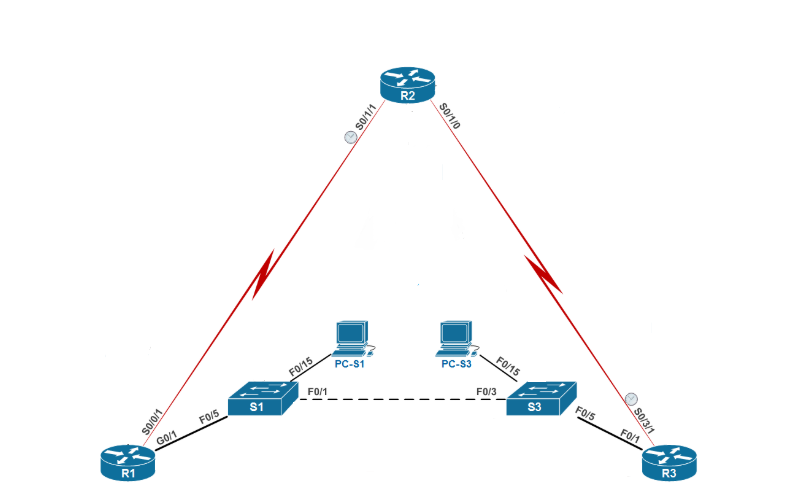 R2
S0/1/1
S0/1/0
PC-S1
PC-S3
F0/15
F0/15
S1
F0/1
F0/3
S3
S0/0/1
G0/1
F0/5
F0/5
F0/1
S0/3/1
R1
R3